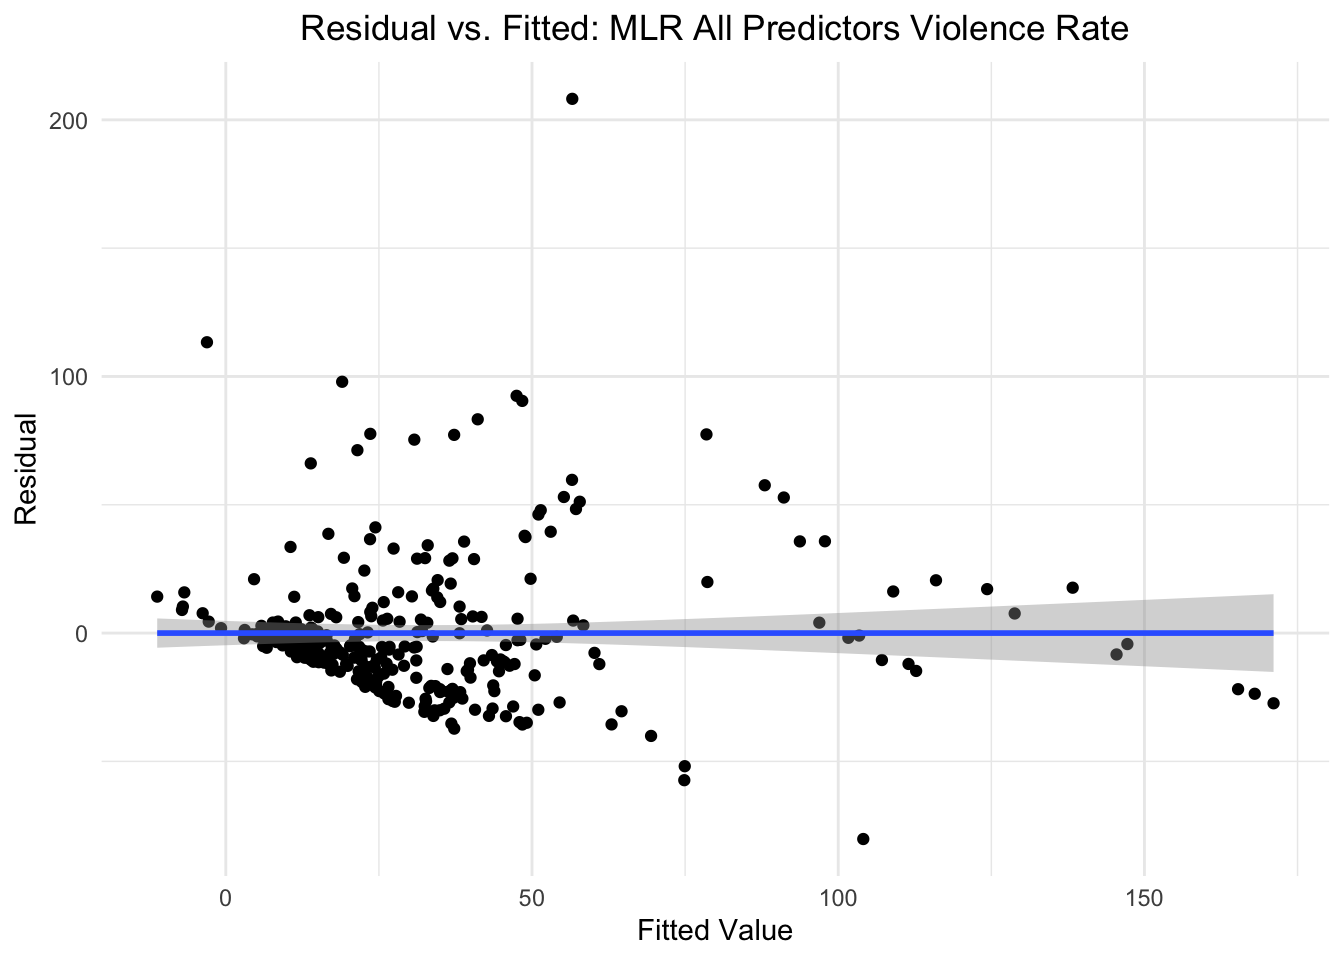 Residual vs. Fitted: MLR All Predictors Violence Rate
200
100
0
Residual
0 50 100 150
Fitted Value